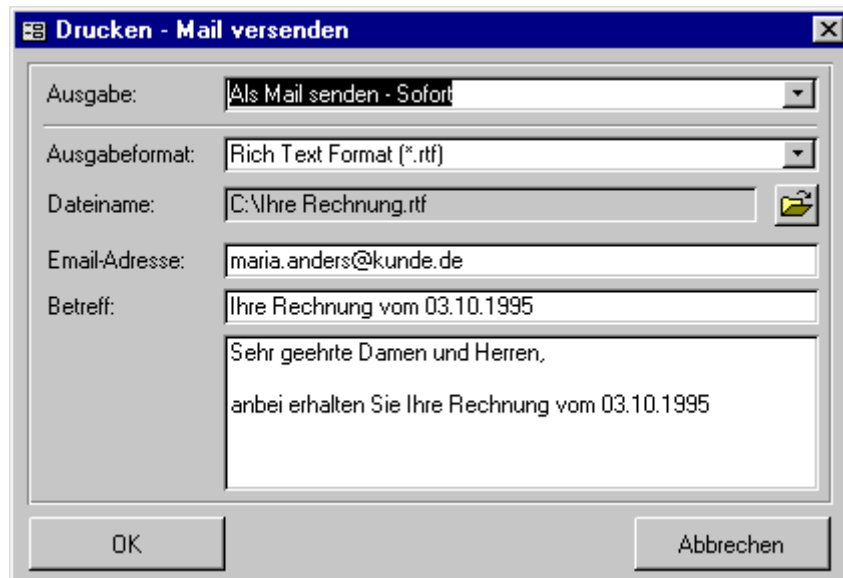 Drucken - Mail versenden
Ausgabe: Als Mail senden - Sofort
Ausgabeformat: Rich Text Format (*.rtf)
Dateiname: C:\Ihre Rechnung.rtf
Email-Adresse: maria.anders@kunde.de
Betreff: Ihre Rechnung vom 03.10.1995
Sehr geehrte Damen und Herren,
anbei erhalten Sie Ihre Rechnung vom 03.10.1995
OK Abbrechen